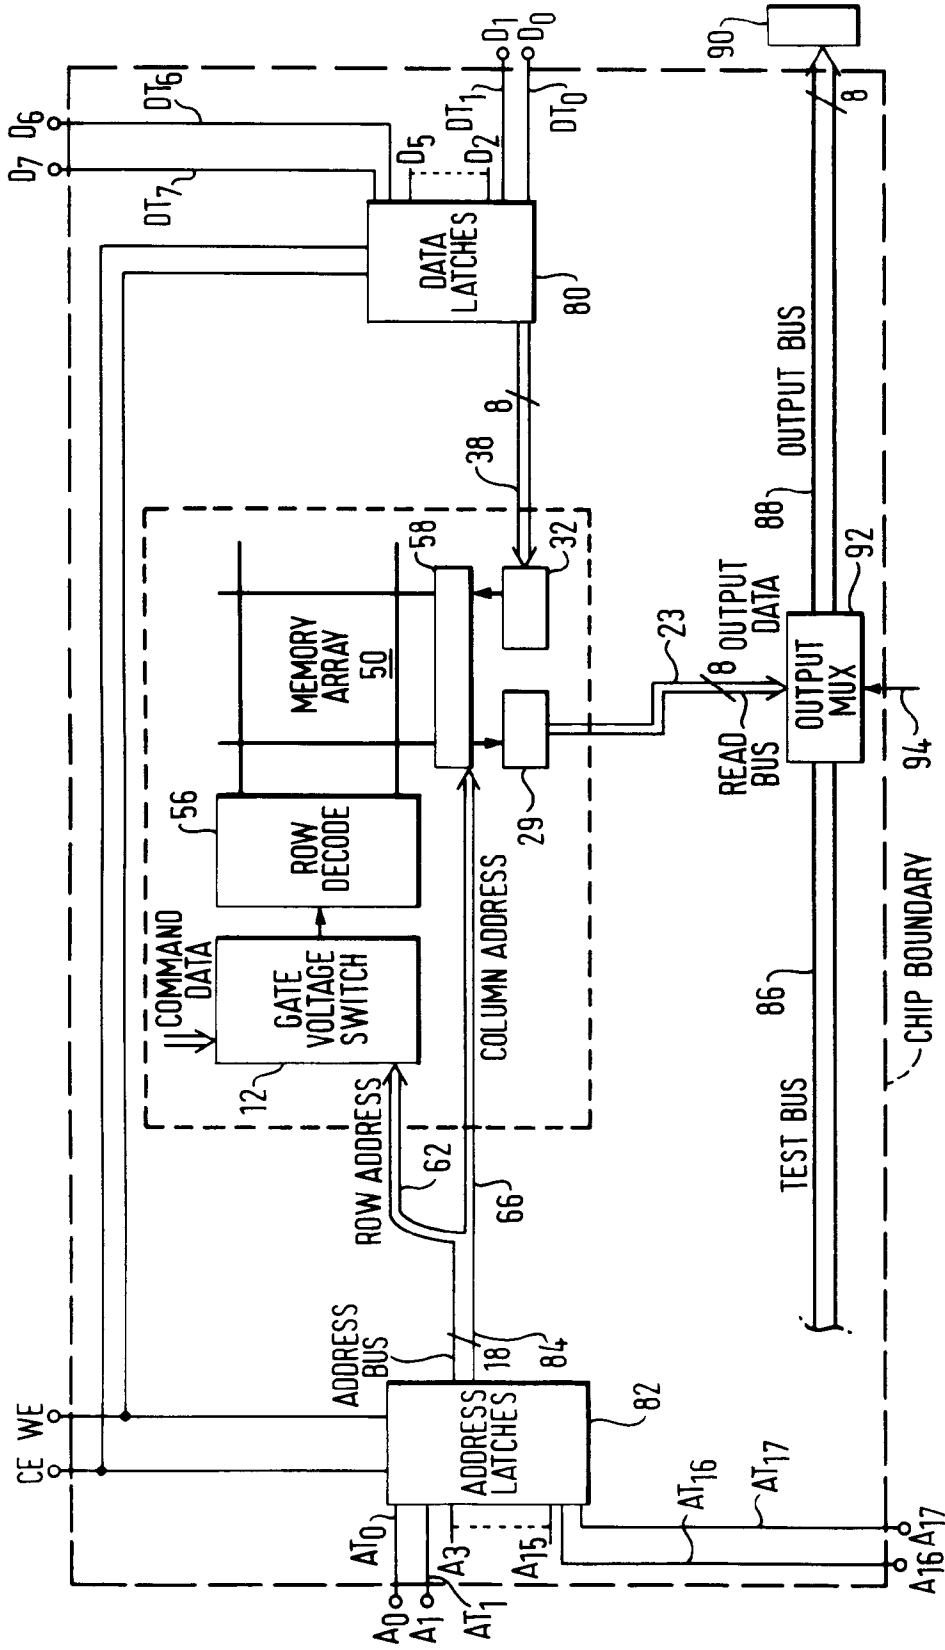 CE
WE
D7
D6
DT7
DT6
A0
A1
AT0
AT1
A3
A15
AT16
AT17
A16
A17
ADDRESS
LATCHES
82
ADDRESS
BUS
18
84
ROW ADDRESS
62
66
COLUMN ADDRESS
COMMAND
DATA
GATE
VOLTAGE
SWITCH
12
56
ROW
DECODE
MEMORY
ARRAY
50
58
29
32
38
8
DATA
LATCHES
80
D5
D2
DT1
DT0
D1
D0
23
8
READ
BUS
OUTPUT
DATA
OUTPUT
MUX
92
94
TEST BUS
86
88
OUTPUT BUS
8
90
CHIP BOUNDARY